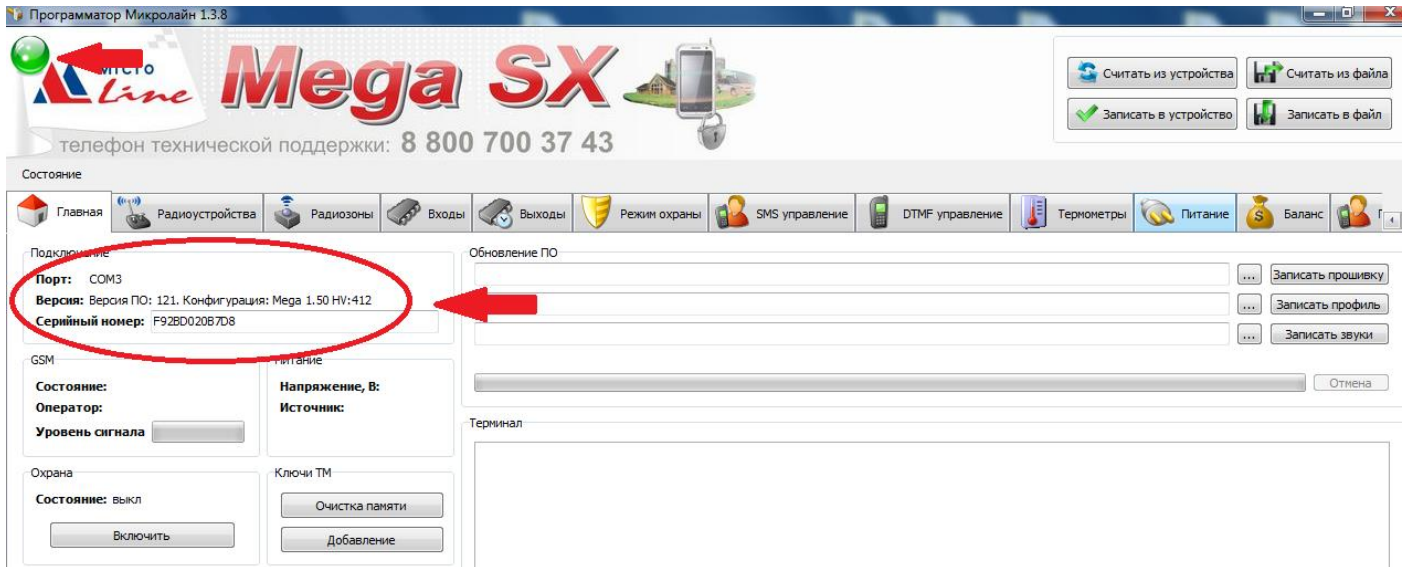 Программатор Микролайн 1.3.8
місто
Line
Mega SX
телефон технической поддержки: 8 800 700 37 43
Считать из устройства
Считать из файла
Записать в устройство
Записать в файл
Состояние
Главная
Радиоустройства
Радиозоны
Входы
Выходы
Режим охраны
SMS управление
DTMF управление
Термометры
Питание
Баланс
Подключение
Порт: COM3
Версия: Версия ПО: 121. Конфигурация: Mega 1.50 HV:412
Серийный номер: F92BD020B7D8
Обновление ПО
... Записать прошивку
... Записать профиль
... Записать звуки
Отмена
GSM
Состояние:
Оператор:
Уровень сигнала
Питание
Напряжение, В:
Источник:
Терминал
Охрана
Состояние: выкл
Включить
Ключи ТМ
Очистка памяти
Добавление